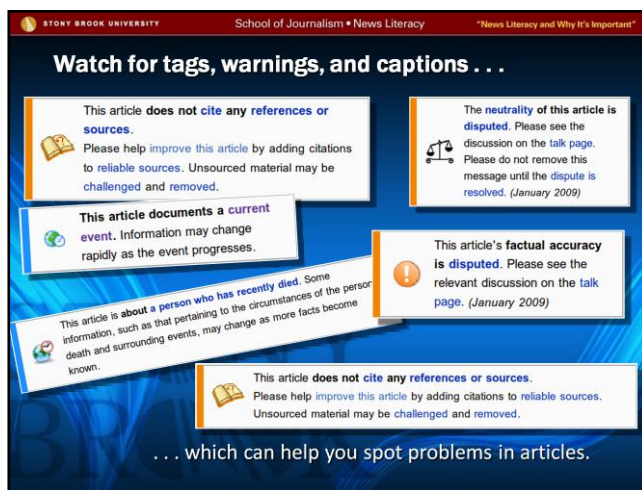 STONY BROOK UNIVERSITY
School of Journalism • News Literacy
"News Literacy and Why It's Important"
Watch for tags, warnings, and captions . . .
This article does not cite any references or
sources.
Please help improve this article by adding citations
to reliable sources. Unsourced material may be
challenged and removed.
The neutrality of this article is
disputed. Please see the
discussion on the talk page.
Please do not remove this
message until the dispute is
resolved. (January 2009)
This article documents a current
event. Information may change
rapidly as the event progresses.
This article's factual accuracy
is disputed. Please see the
relevant discussion on the talk
page. (January 2009)
This article is about a person who has recently died. Some
information, such as that pertaining to the circumstances of the person
death and surrounding events, may change as more facts become
known.
This article does not cite any references or sources.
Please help improve this article by adding citations to reliable sources.
Unsourced material may be challenged and removed.
. . . which can help you spot problems in articles.